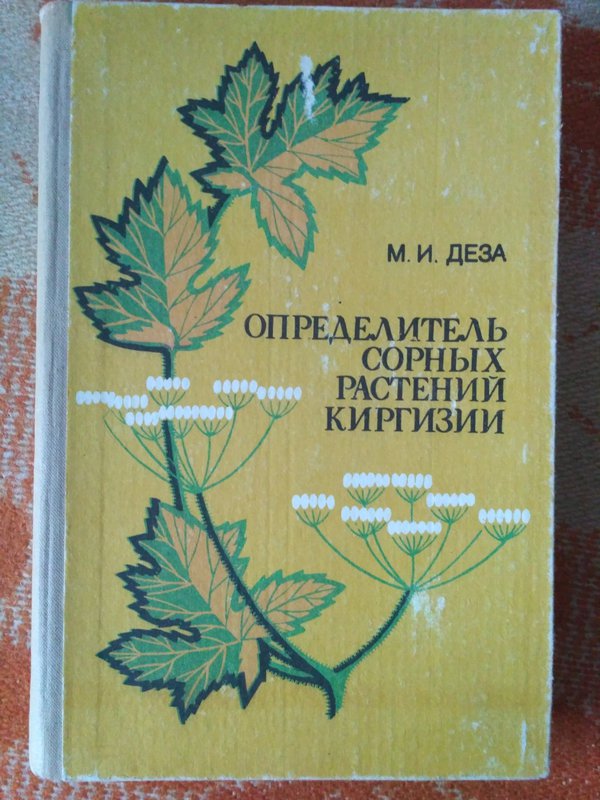 М. И. ДЕЗА
ОПРЕДЕЛИТЕЛЬ
СОРНЫХ
РАСТЕНИЙ
КИРГИЗИИ